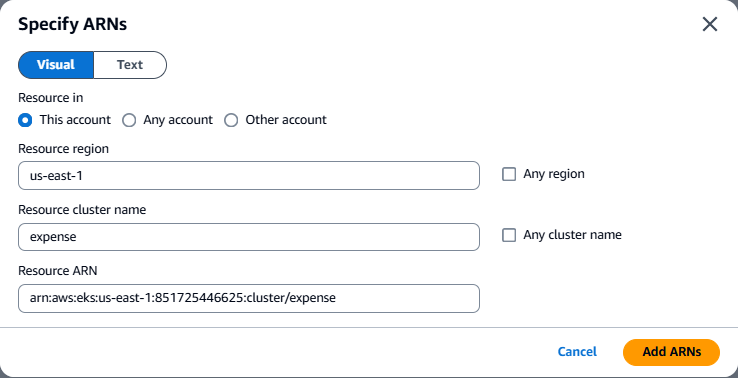 Specify ARNs
Visual Text
Resource in
This account Any account Other account
Resource region
us-east-1 Any region
Resource cluster name
expense Any cluster name
Resource ARN
arn:aws:eks:us-east-1:851725446625:cluster/expense
Cancel Add ARNs